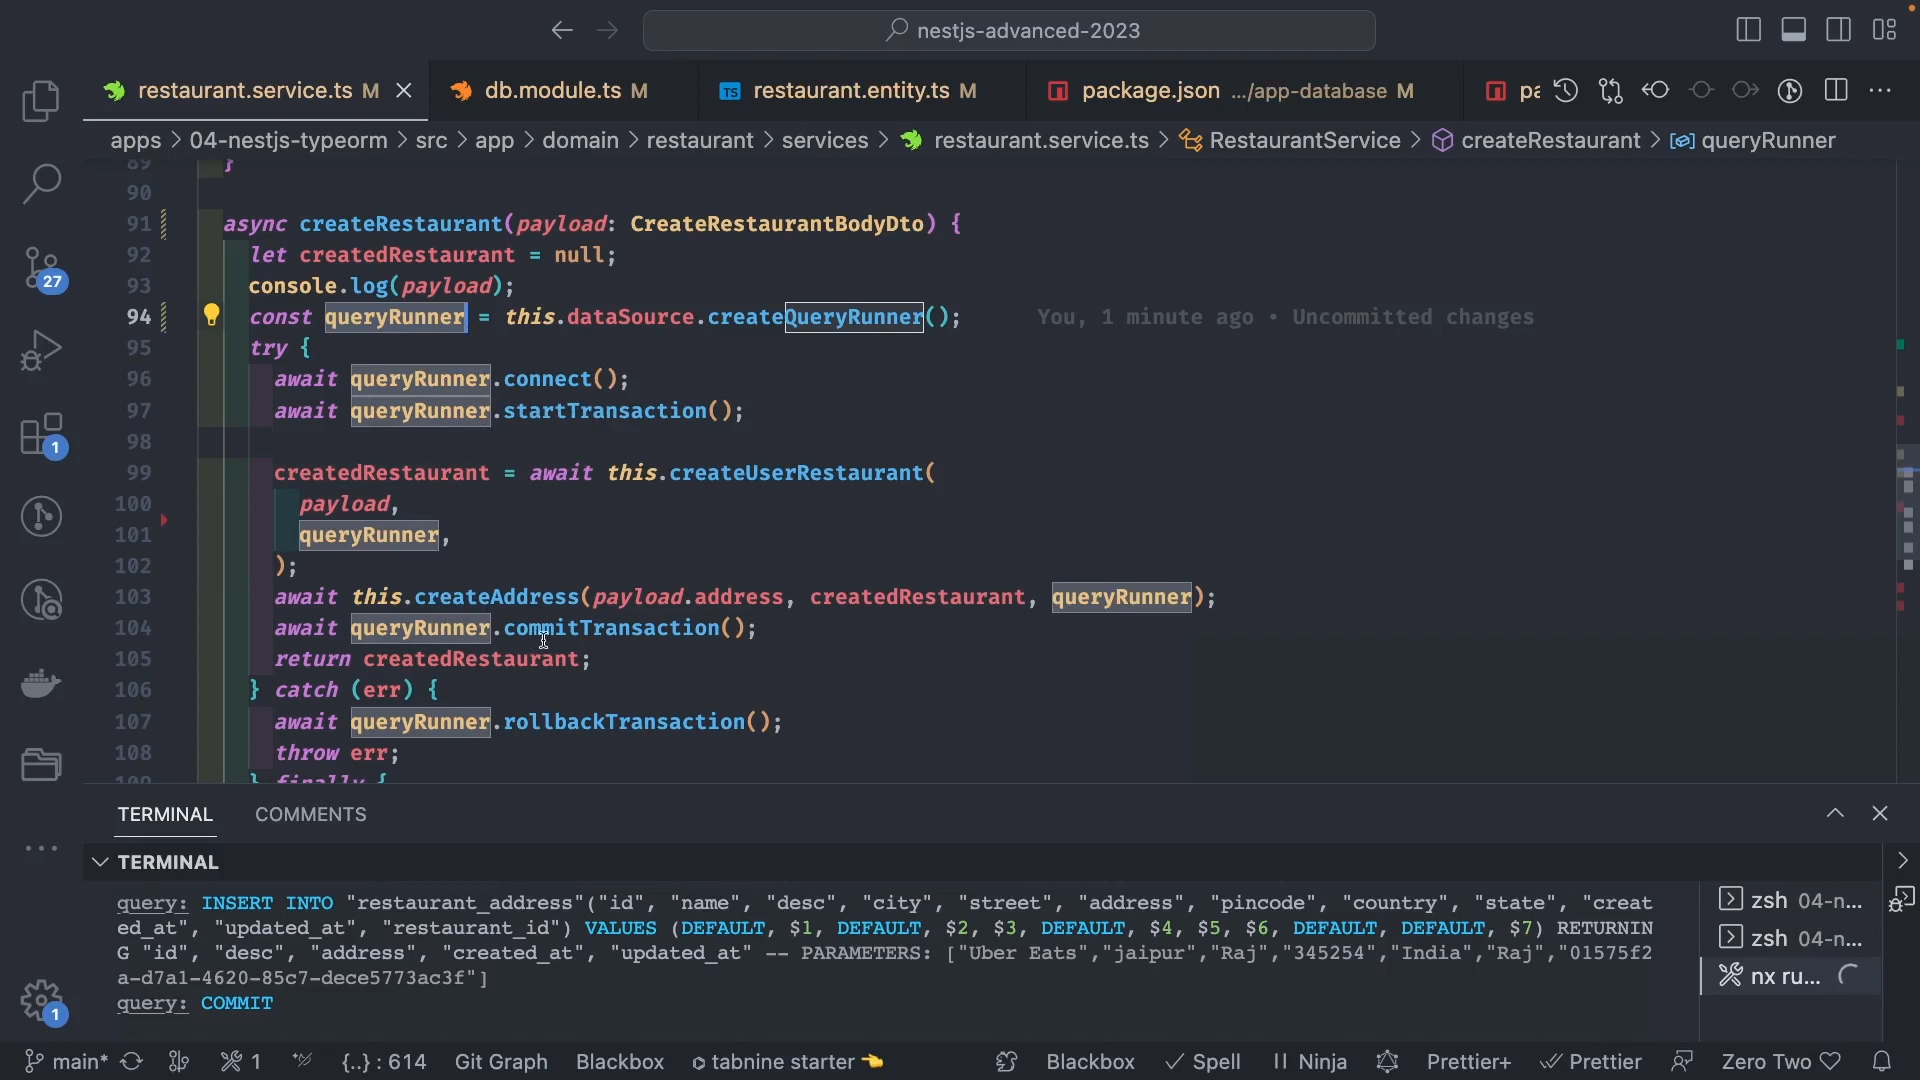 nestjs-advanced-2023
restaurant.service.ts M
db.module.ts M
restaurant.entity.ts M
package.json .../app-database M
pa
apps > 04-nestjs-typeorm > src > app > domain > restaurant > services > restaurant.service.ts > RestaurantService > createRestaurant > queryRunner
89 }
90
91 async createRestaurant(payload: CreateRestaurantBodyDto) {
92 let createdRestaurant = null;
93 console.log(payload);
94 const queryRunner = this.dataSource.createQueryRunner(); You, 1 minute ago • Uncommitted changes
95 try {
96 await queryRunner.connect();
97 await queryRunner.startTransaction();
98
99 createdRestaurant = await this.createUserRestaurant(
100 payload,
101 queryRunner,
102 );
103 await this.createAddress(payload.address, createdRestaurant, queryRunner);
104 await queryRunner.commitTransaction();
105 return createdRestaurant;
106 } catch (err) {
107 await queryRunner.rollbackTransaction();
108 throw err;
109 } finally {
27
1
1
TERMINAL COMMENTS
TERMINAL
query: INSERT INTO "restaurant_address"("id", "name", "desc", "city", "street", "address", "pincode", "country", "state", "creat
ed_at", "updated_at", "restaurant_id") VALUES (DEFAULT, $1, DEFAULT, $2, $3, DEFAULT, $4, $5, $6, DEFAULT, DEFAULT, $7) RETURNIN
G "id", "desc", "address", "created_at", "updated_at" -- PARAMETERS: ["Uber Eats","jaipur","Raj","345254","India","Raj","01575f2
a-d7a1-4620-85c7-dece5773ac3f"]
query: COMMIT
zsh 04-n...
zsh 04-n...
nx ru...
main* 1 {..} : 614 Git Graph Blackbox tabnine starter Blackbox Spell Ninja Prettier+ Prettier Zero Two